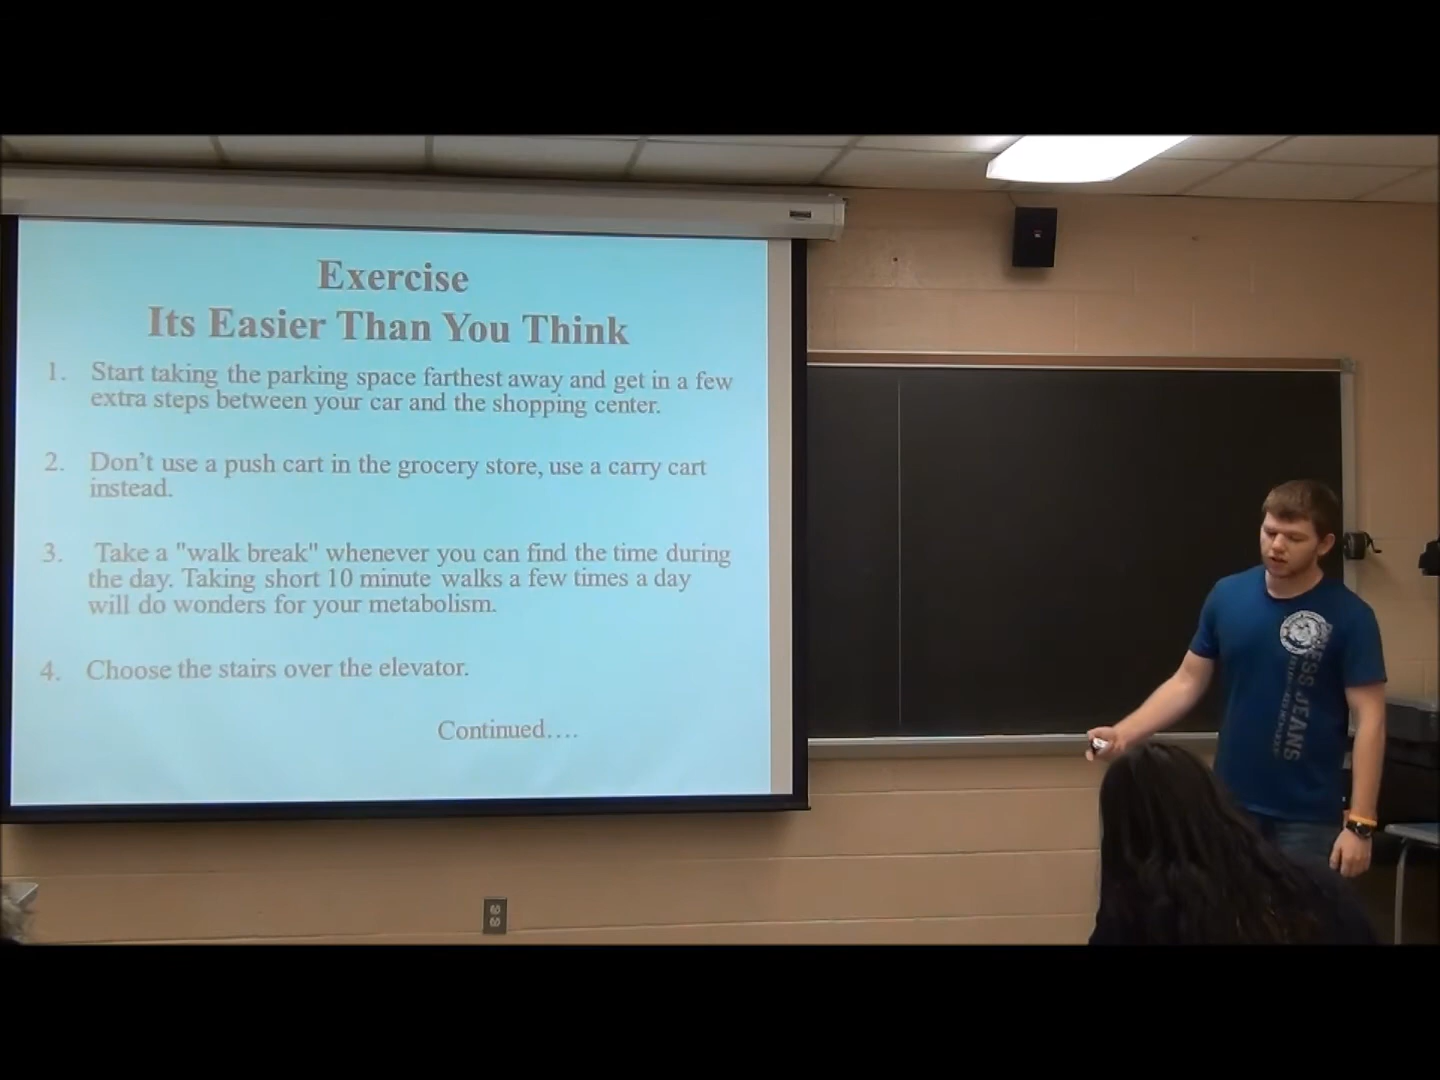 Exercise
Its Easier Than You Think
1. Start taking the parking space farthest away and get in a few
extra steps between your car and the shopping center.
2. Don't use a push cart in the grocery store, use a carry cart
instead.
3. Take a "walk break" whenever you can find the time during
the day. Taking short 10 minute walks a few times a day
will do wonders for your metabolism.
4. Choose the stairs over the elevator.
Continued....
JEANS